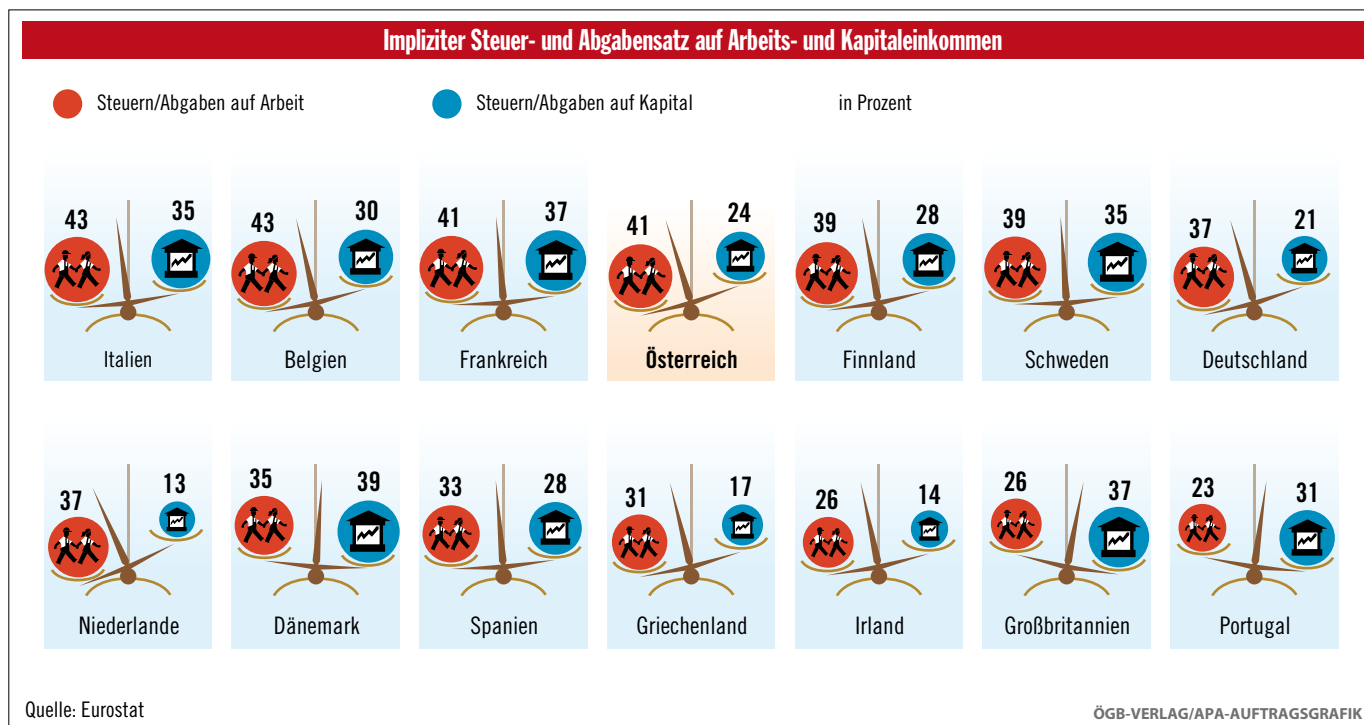 Impliziter Steuer- und Abgabensatz auf Arbeits- und Kapitaleinkommen
Steuern/Abgaben auf Arbeit
Steuern/Abgaben auf Kapital
in Prozent
43 35
Italien
43 30
Belgien
41 37
Frankreich
41 24
Österreich
39 28
Finnland
39 35
Schweden
37 21
Deutschland
37 13
Niederlande
35 39
Dänemark
33 28
Spanien
31 17
Griechenland
26 14
Irland
26 37
Großbritannien
23 31
Portugal
Quelle: Eurostat
ÖGB-VERLAG/APA-AUFTRAGSGRAFIK